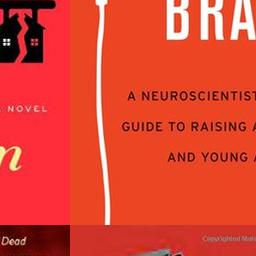 BRA
A NEUROSCIENTIST
GUIDE TO RAISING A
AND YOUNG A
NOVEL
n
Dead
Copyrighted Mate